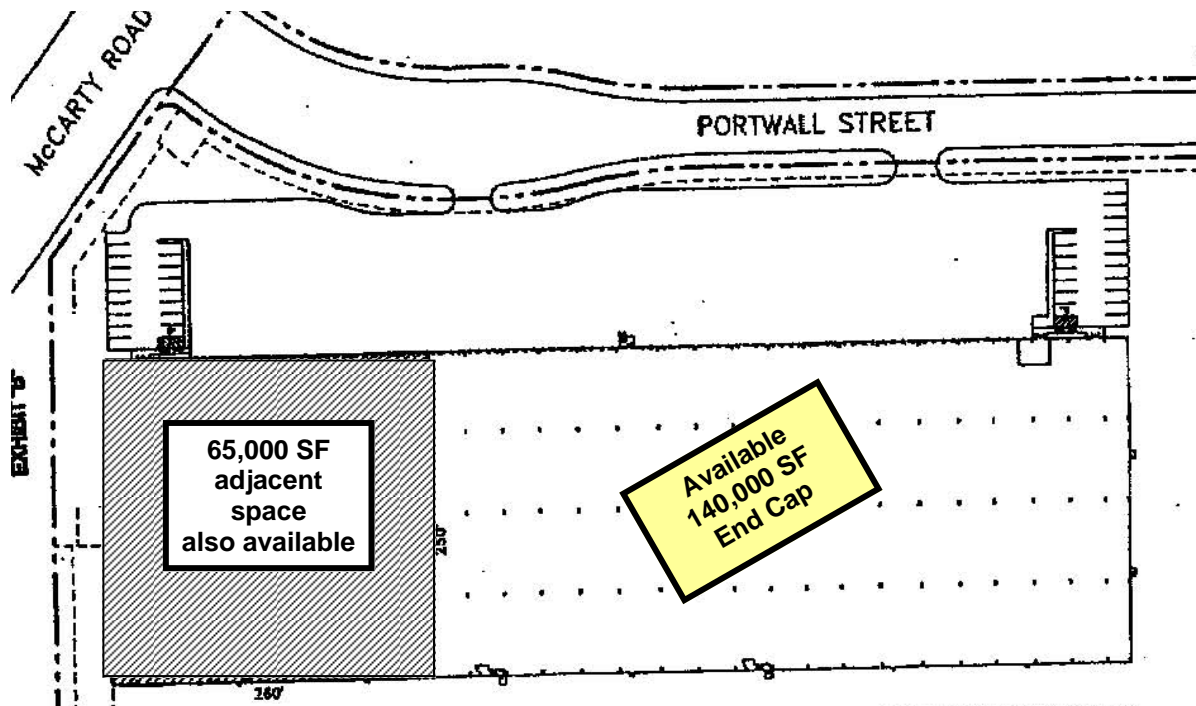 McCARTY ROAD
PORTWALL STREET
65,000 SF
adjacent
space
also available
Available
140,000 SF
End Cap
250'
260'